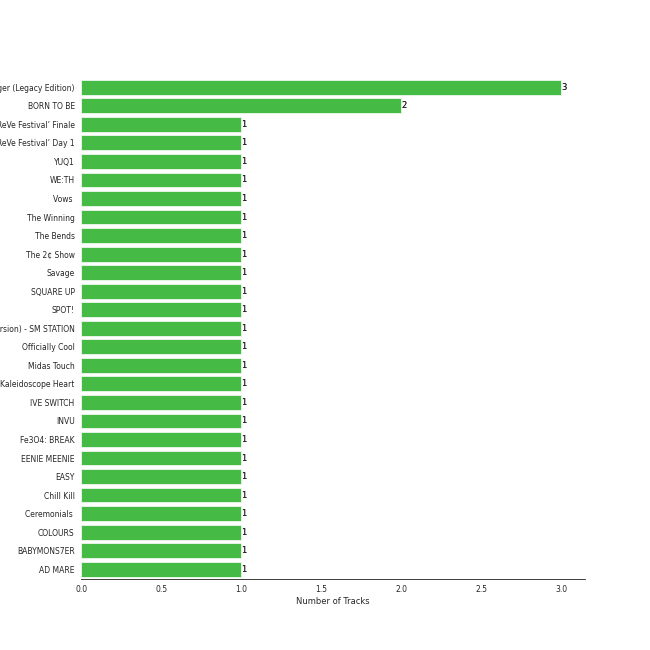 ger (Legacy Edition) 3
BORN TO BE 2
ReVe Festival' Finale 1
ReVe Festival' Day 1 1
YUQ1 1
WE:TH 1
Vows 1
The Winning 1
The Bends 1
The 2¢ Show 1
Savage 1
SQUARE UP 1
SPOT! 1
rsion) - SM STATION 1
Officially Cool 1
Midas Touch 1
Kaleidoscope Heart 1
IVE SWITCH 1
INVU 1
Fe3O4: BREAK 1
EENIE MEENIE 1
EASY 1
Chill Kill 1
Ceremonials 1
COLOURS 1
BABYMONS7ER 1
AD MARE 1
0.0 0.5 1.0 1.5 2.0 2.5 3.0
Number of Tracks